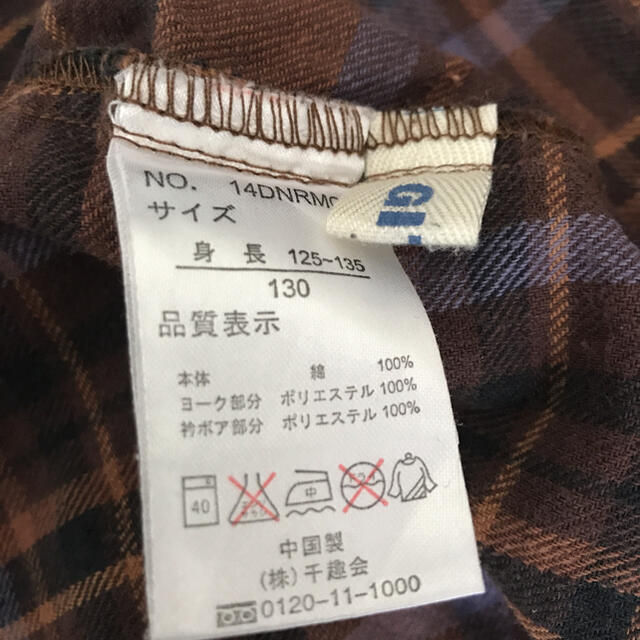 NO. 14DNRM
サイズ
身長 125~135
130
品質表示
本体 綿 100%
ヨーク部分 ポリエステル 100%
衿ボア部分 ポリエステル 100%
40
中
中国製
(株)千趣会
0120-11-1000
GI